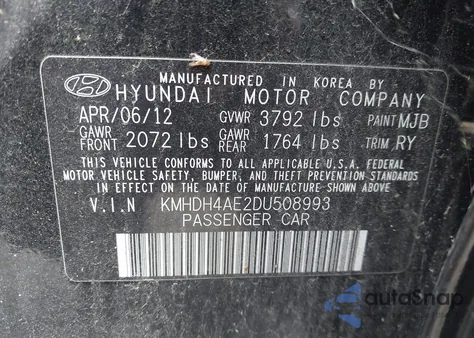 MANUFACTURED IN KOREA BY
HYUNDAI MOTOR COMPANY
APR/06/12 GVWR 3792 lbs PAINT MJB
GAWR FRONT 2072 lbs GAWR REAR 1764 lbs TRIM RY
THIS VEHICLE CONFORMS TO ALL APPLICABLE U.S.A. FEDERAL
MOTOR VEHICLE SAFETY, BUMPER, AND THEFT PREVENTION STANDARDS
IN EFFECT ON THE DATE OF MANUFACTURE SHOWN ABOVE.
V.I.N KMHDH4AE2DU508993
PASSENGER CAR
autoSnap